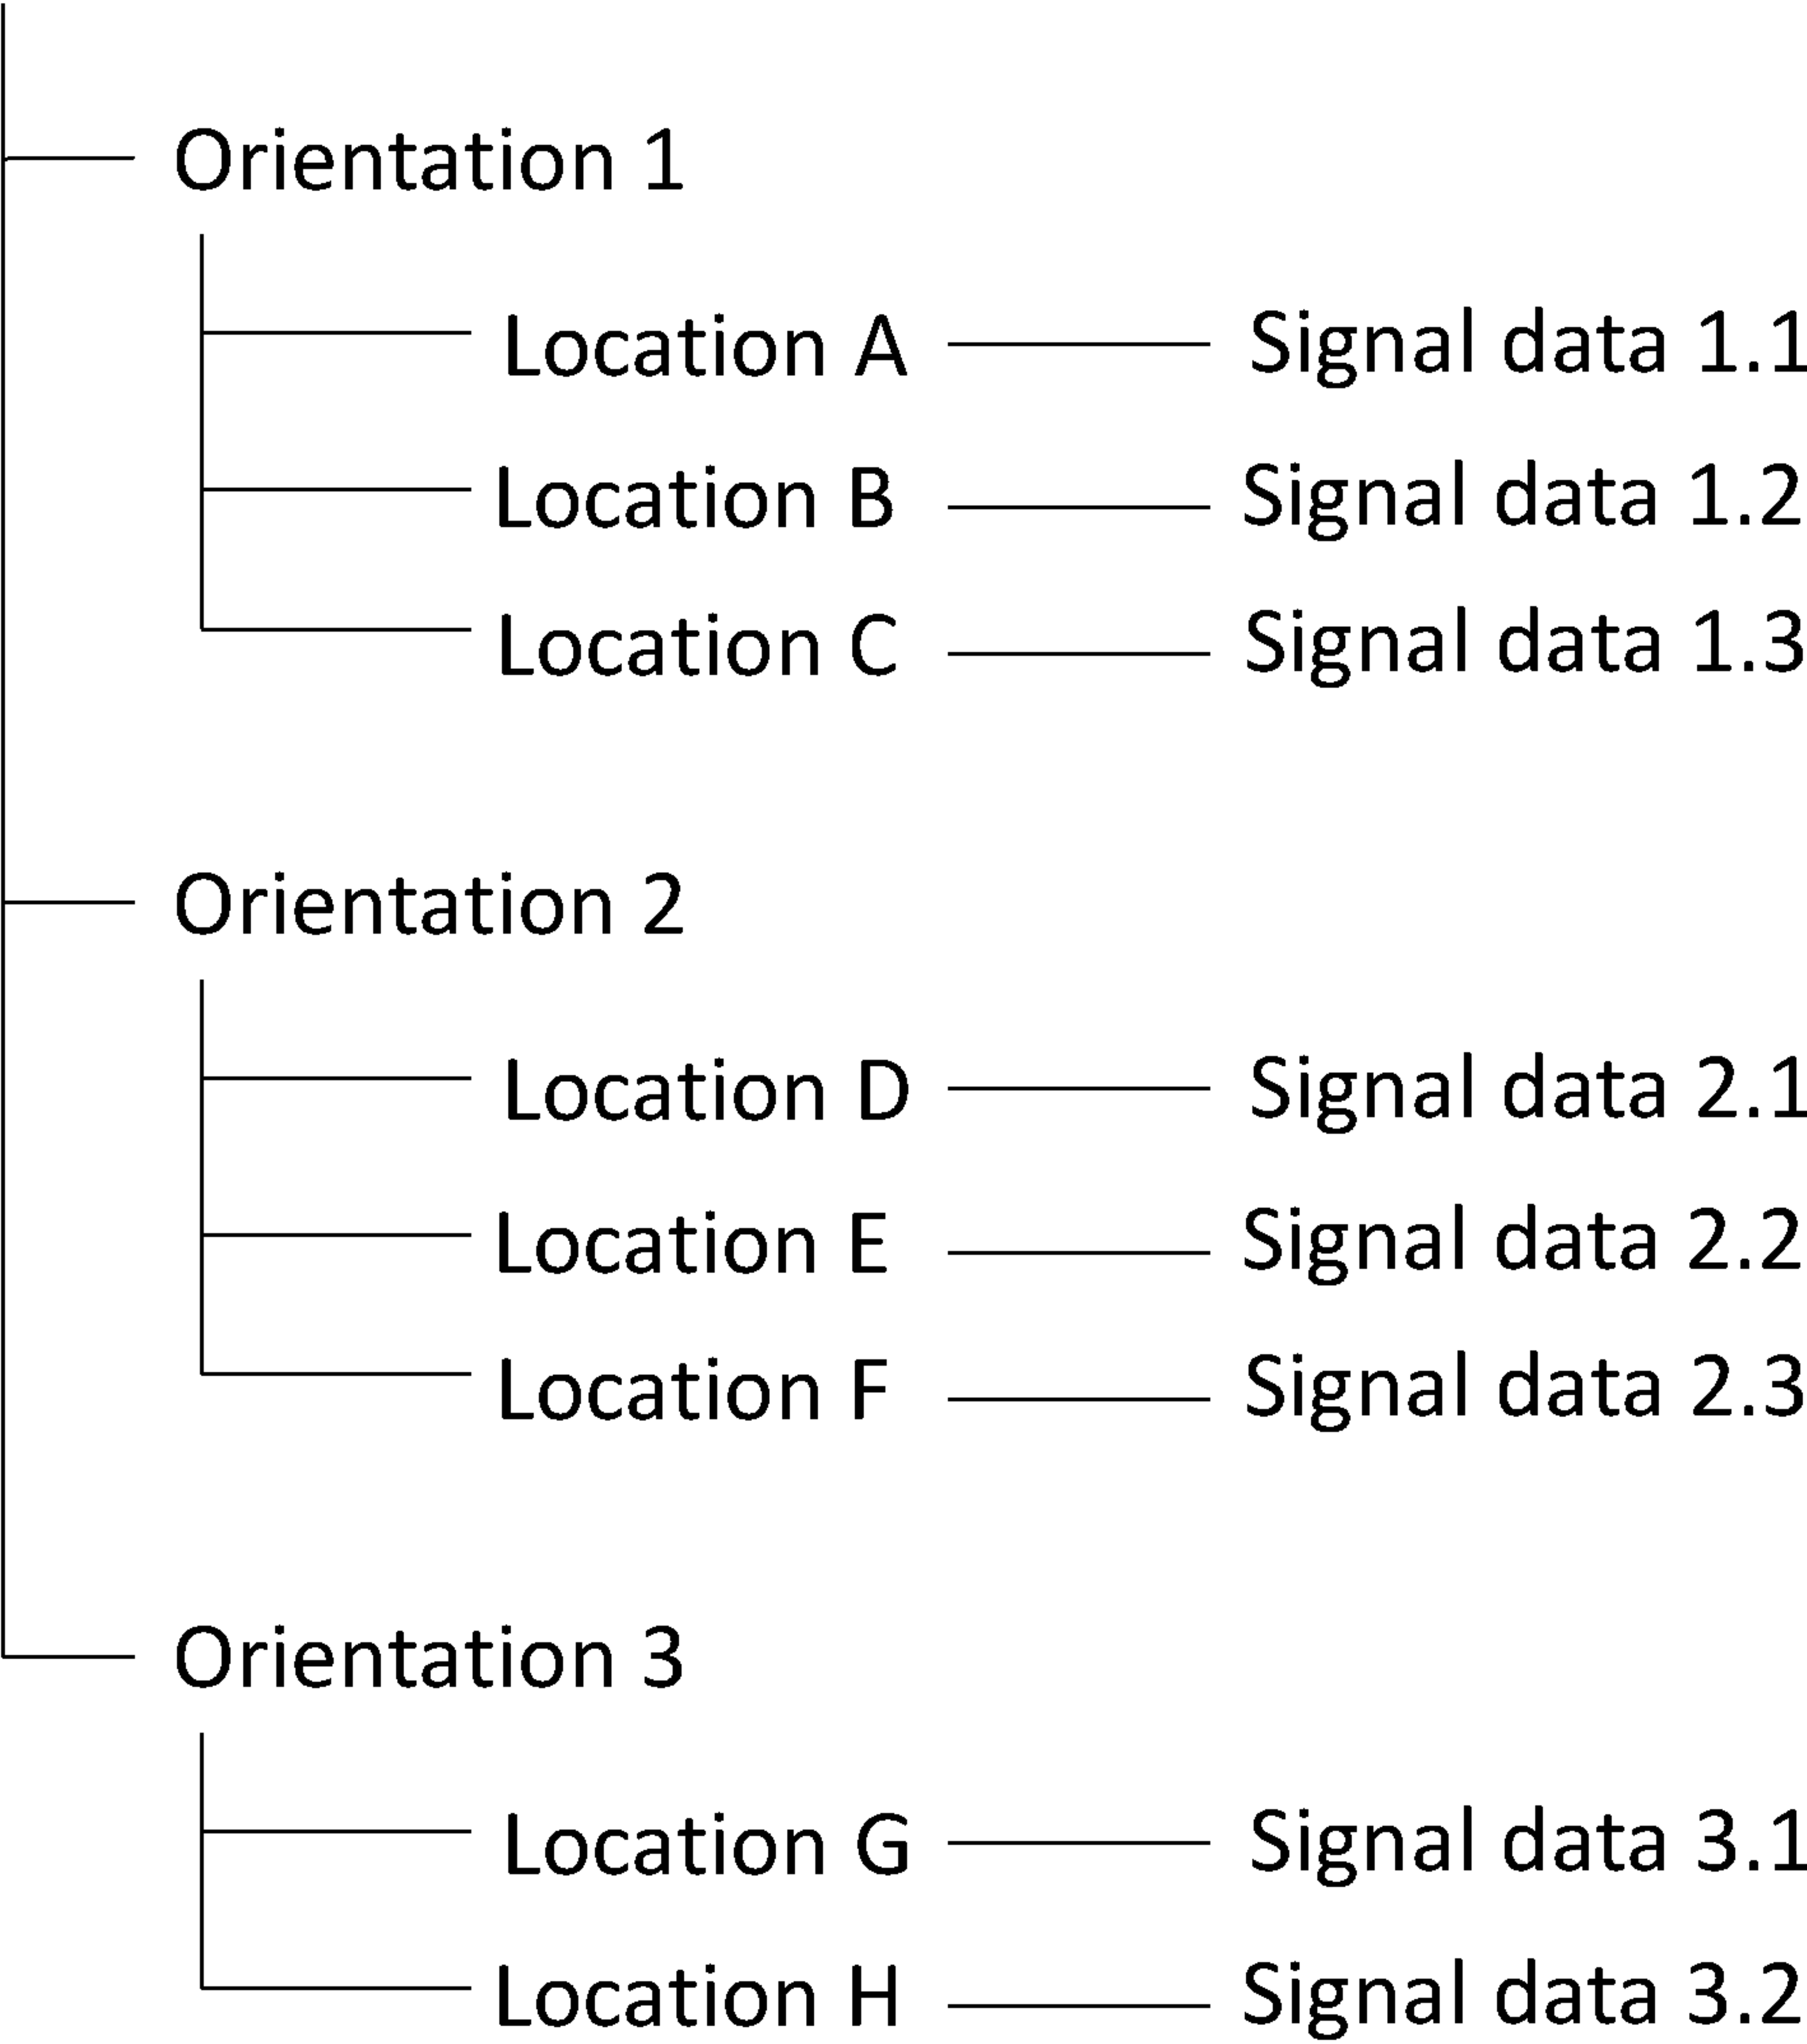 Orientation 1
Location A Signal data 1.1
Location B Signal data 1.2
Location C Signal data 1.3
Orientation 2
Location D Signal data 2.1
Location E Signal data 2.2
Location F Signal data 2.3
Orientation 3
Location G Signal data 3.1
Location H Signal data 3.2